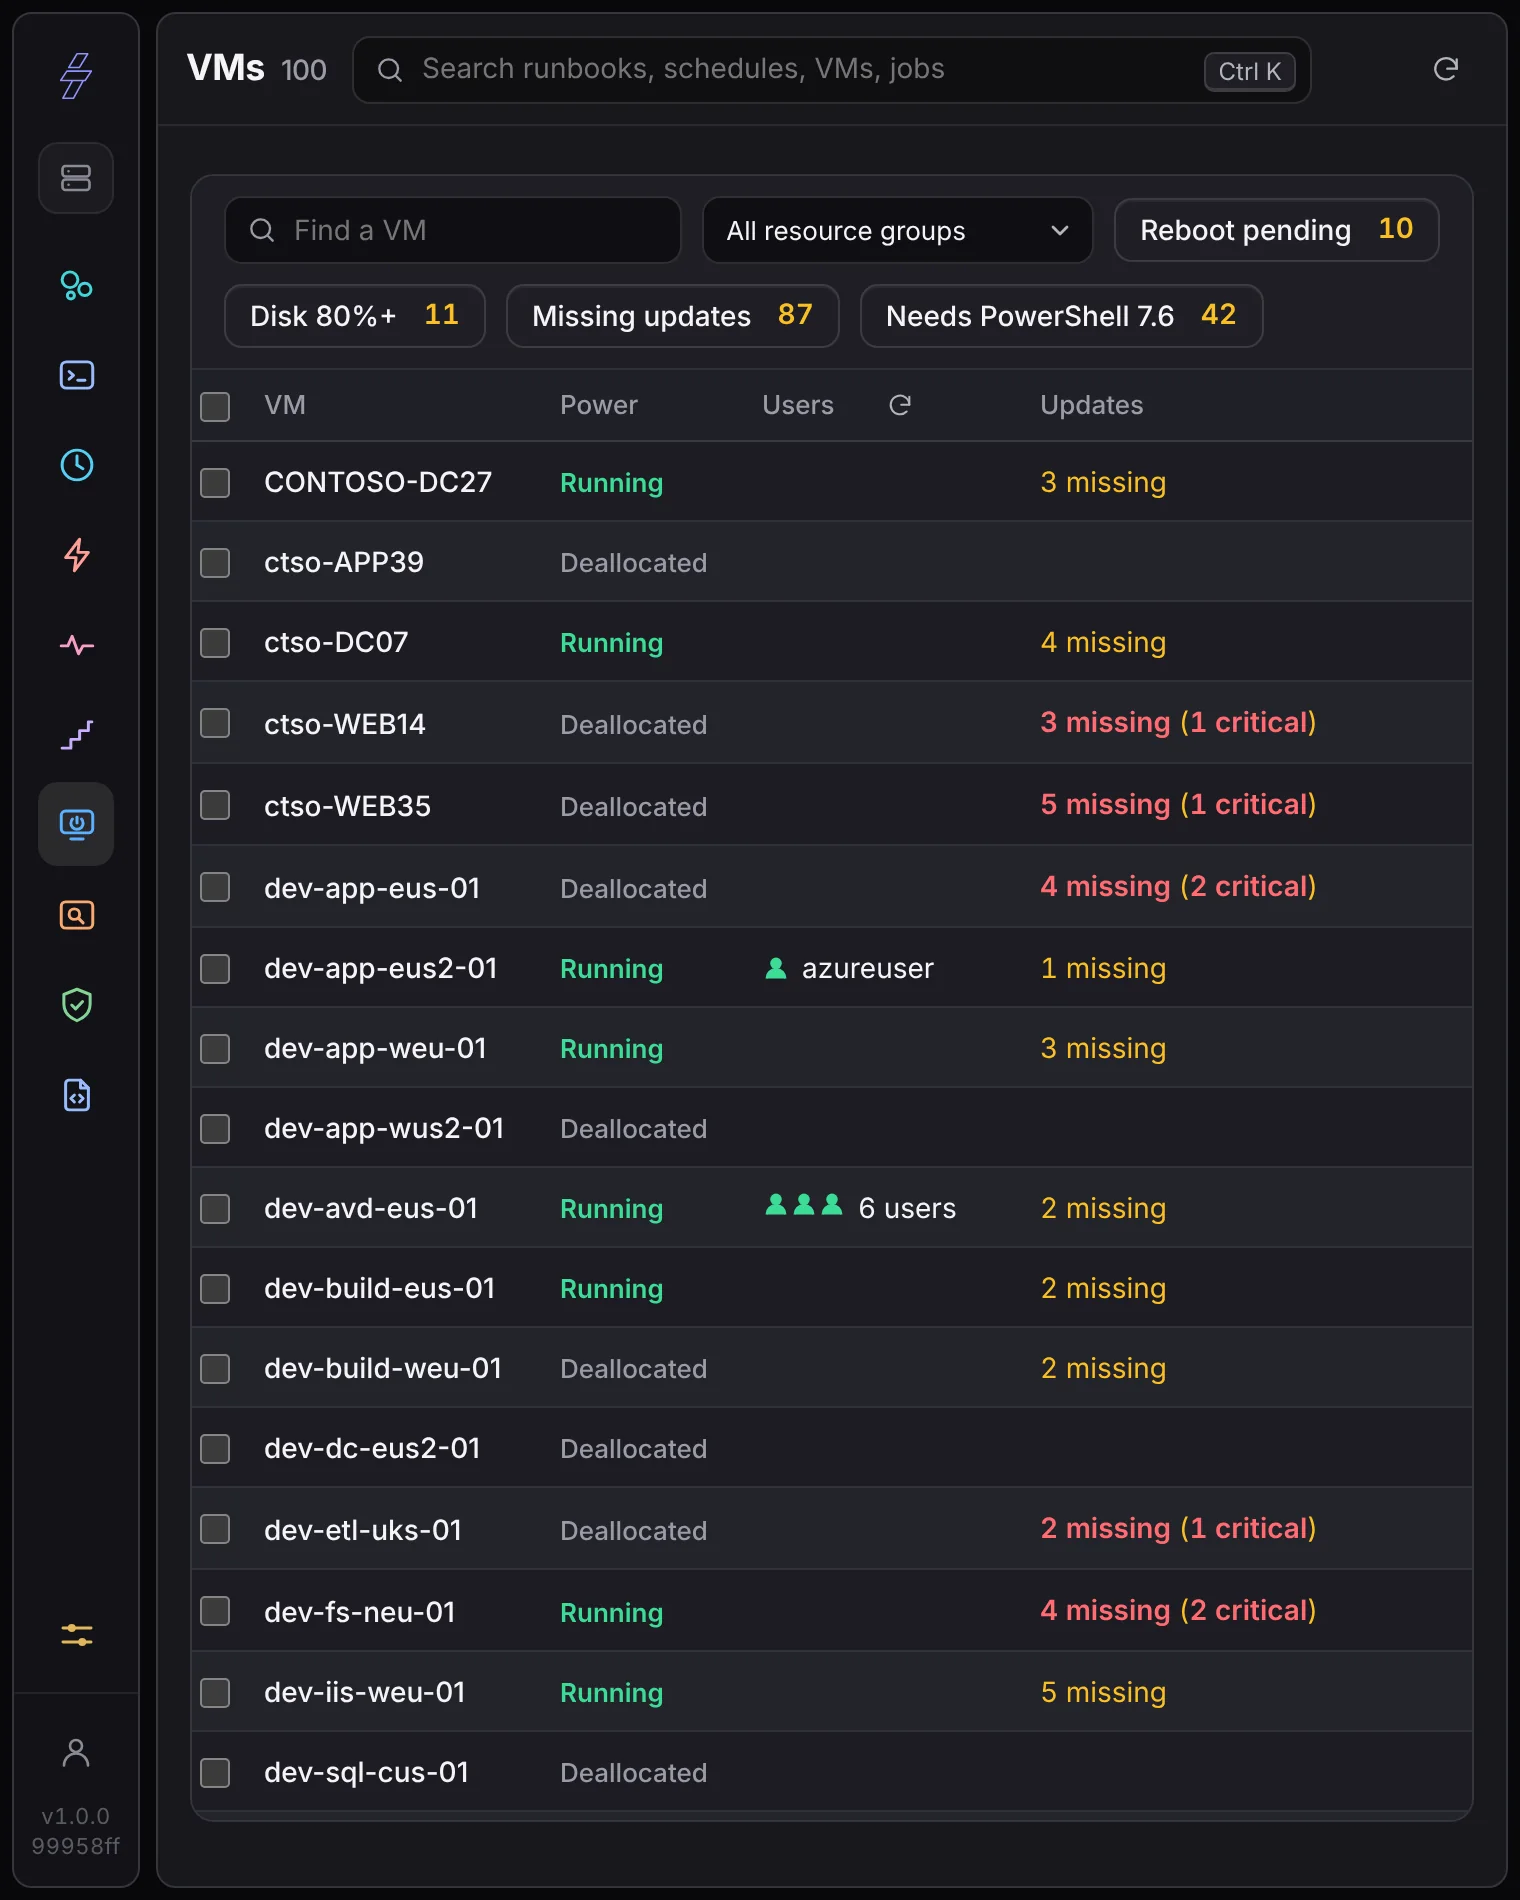 VMs 100 Search runbooks, schedules, VMs, jobs Ctrl K
Find a VM All resource groups Reboot pending 10
Disk 80%+ 11 Missing updates 87 Needs PowerShell 7.6 42
VM Power Users Updates
CONTOSO-DC27 Running 3 missing
ctso-APP39 Deallocated
ctso-DC07 Running 4 missing
ctso-WEB14 Deallocated 3 missing (1 critical)
ctso-WEB35 Deallocated 5 missing (1 critical)
dev-app-eus-01 Deallocated 4 missing (2 critical)
dev-app-eus2-01 Running azureuser 1 missing
dev-app-weu-01 Running 3 missing
dev-app-wus2-01 Deallocated
dev-avd-eus-01 Running 6 users 2 missing
dev-build-eus-01 Running 2 missing
dev-build-weu-01 Deallocated 2 missing
dev-dc-eus2-01 Deallocated
dev-etl-uks-01 Deallocated 2 missing (1 critical)
dev-fs-neu-01 Running 4 missing (2 critical)
dev-iis-weu-01 Running 5 missing
dev-sql-cus-01 Deallocated
v1.0.0
99958ff